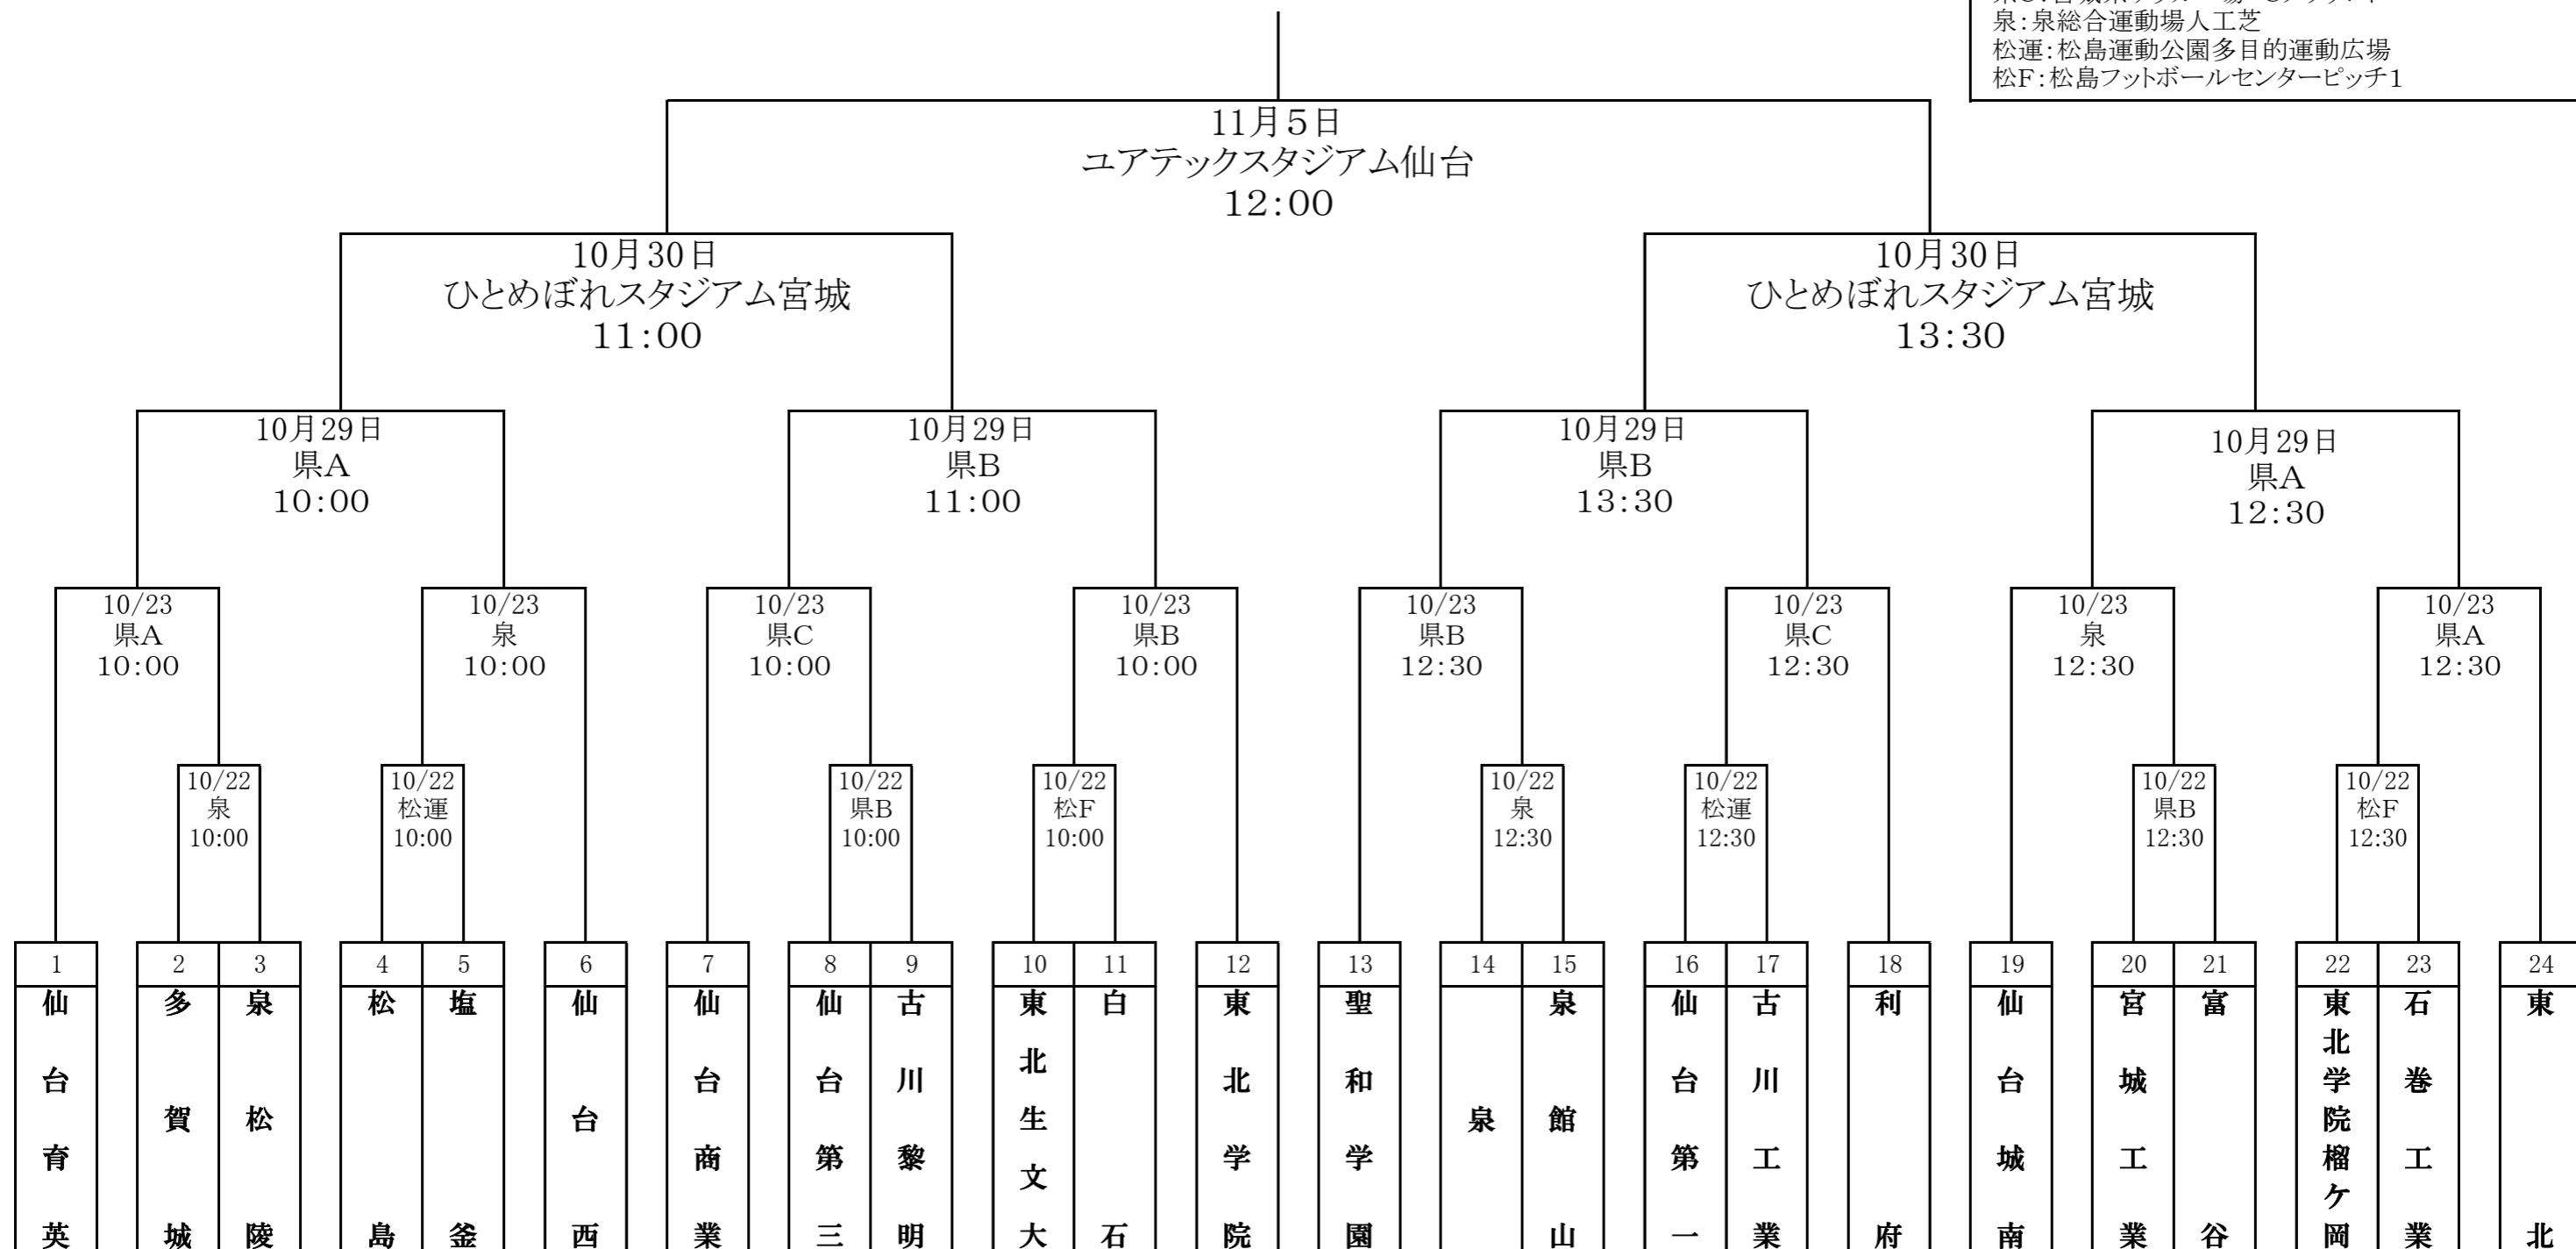 泉：泉総合運動場人工芝
松運：松島運動公園多目的運動広場
松F：松島フットボールセンターピッチ1
11月5日
ユアテックスタジアム仙台
12:00
10月30日
ひとめぼれスタジアム宮城
11:00
10月30日
ひとめぼれスタジアム宮城
13:30
10月29日
県A
10:00
10月29日
県B
11:00
10月29日
県B
13:30
10月29日
県A
12:30
10/23
県A
10:00
10/23
泉
10:00
10/23
県C
10:00
10/23
県B
10:00
10/23
県B
12:30
10/23
県C
12:30
10/23
泉
12:30
10/23
県A
12:30
10/22
泉
10:00
10/22
松運
10:00
10/22
県B
10:00
10/22
松F
10:00
10/22
泉
12:30
10/22
松運
12:30
10/22
県B
12:30
10/22
松F
12:30
1
仙台育英
2
多賀城
3
泉松陵
4
松島
5
塩釜
6
仙台西
7
仙台商業
8
仙台第三
9
古川黎明
10
東北生文大
11
白石
12
東北学院
13
聖和学園
14
泉
15
泉館山
16
仙台第一
17
古川工業
18
利府
19
仙台城南
20
宮城工業
21
富谷
22
東北学院榴ケ岡
23
石巻工業
24
東北